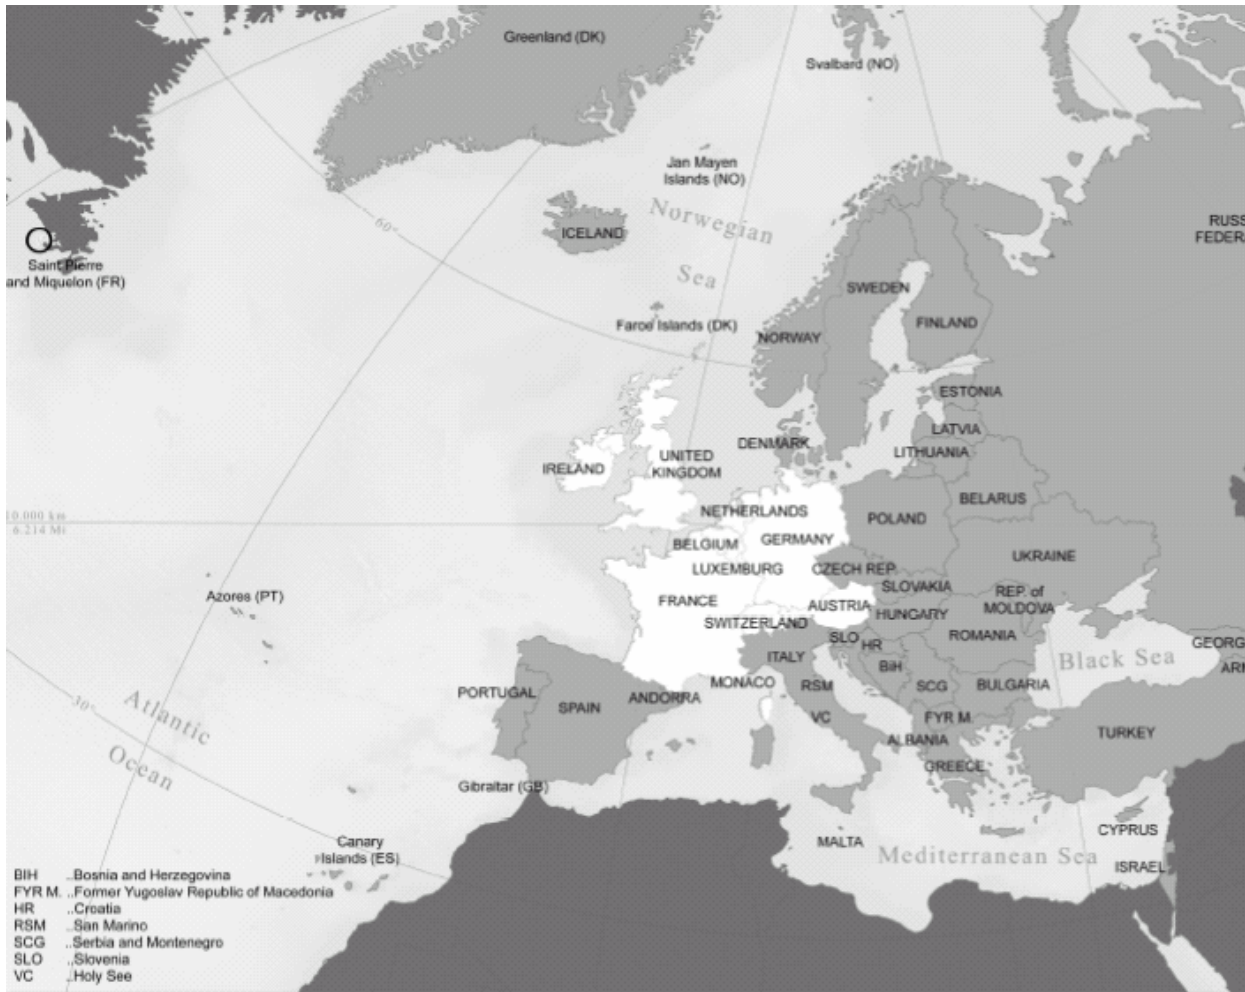 Greenland (DK)
Svalbard (NO)
Jan Mayen
Islands (NO)
Norwegian
Sea
60°
ICELAND
RUSS
FEDER
Saint Pierre
and Miquelon (FR)
SWEDEN
FINLAND
Faroe Islands (DK)
NORWAY
ESTONIA
LATVIA
LITHUANIA
DENMARK
IRELAND
UNITED
KINGDOM
BELARUS
NETHERLANDS
POLAND
10.000 km
6.214 Mi
BELGIUM
GERMANY
UKRAINE
LUXEMBURG
CZECH REP.
SLOVAKIA
Azores (PT)
FRANCE
AUSTRIA
HUNGARY
REP. of
MOLDOVA
SWITZERLAND
SLO
HR
ROMANIA
GEORG
ITALY
BiH
Black Sea
ARM
PORTUGAL
SPAIN
ANDORRA
MONACO
RSM
SCG
BULGARIA
30°
Atlantic
Ocean
VC
FYR M.
ALBANIA
TURKEY
GREECE
Gibraltar (GB)
Canary
Islands (ES)
MALTA
Mediterranean Sea
CYPRUS
ISRAEL
BIH ..Bosnia and Herzegovina
FYR M. ..Former Yugoslav Republic of Macedonia
HR ..Croatia
RSM ..San Marino
SCG ..Serbia and Montenegro
SLO ..Slovenia
VC ..Holy See